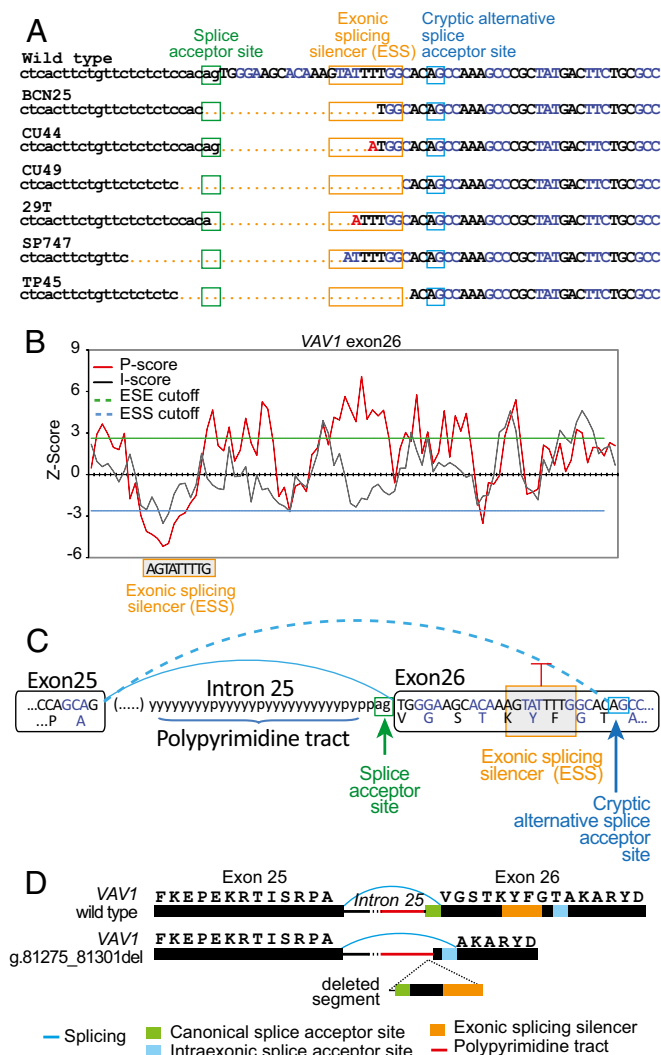 A
Splice acceptor site
Exonic splicing silencer (ESS)
Cryptic alternative splice acceptor site
Wild type
ctcacttctgttctctctccacagTGGGAAGCACAAAGTATTTTGGCACAGCCAAAGCCCGCTATGACTTCTGCGCC
BCN25
ctcacttctgttctctctccac......................TGGCACAGCCAAAGCCCGCTATGACTTCTGCGCC
CU44
ctcacttctgttctctctccacag...................ATGGCACAGCCAAAGCCCGCTATGACTTCTGCGCC
CU49
ctcacttctgttctctctc...........................CACAGCCAAAGCCCGCTATGACTTCTGCGCC
29T
ctcacttctgttctctctccaca.................ATTTGGCACAGCCAAAGCCCGCTATGACTTCTGCGCC
SP747
ctcacttctgttc..........................ATTTTGGCACAGCCAAAGCCCGCTATGACTTCTGCGCC
TP45
ctcacttctgttctctctc............................ACAGCCAAAGCCCGCTATGACTTCTGCGCC
B
VAV1 exon26
9
6
3
0
-3
-6
Z-Score
P-score
I-score
ESE cutoff
ESS cutoff
AGTATTTTG
Exonic splicing silencer (ESS)
C
Exon25
...CCAGCAG
...P A
(.....)
Intron 25
yyyyyyyypyyyyypyyyyyyyyyypyppag
Polypyrimidine tract
Splice acceptor site
Exon26
TGGGAAGCACAAAGTATTTTGGCACAGCC...
V G S T K Y F G T A...
Exonic splicing silencer (ESS)
Cryptic alternative splice acceptor site
D
Exon 25
Intron 25
Exon 26
VAV1 wild type
FKEPEKRTISRPA
VGSTKYFGTAKARYD
VAV1 g.81275_81301del
FKEPEKRTISRPA
AKARYD
deleted segment
Splicing
Canonical splice acceptor site
Intraexonic splice acceptor site
Exonic splicing silencer
Polypyrimidine tract